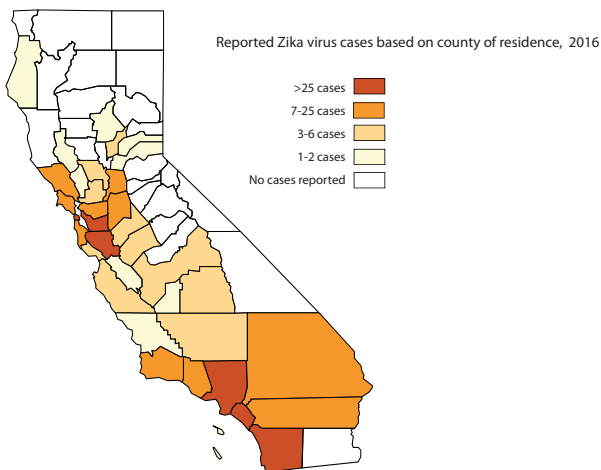 Reported Zika virus cases based on county of residence, 2016
>25 cases
7-25 cases
3-6 cases
1-2 cases
No cases reported